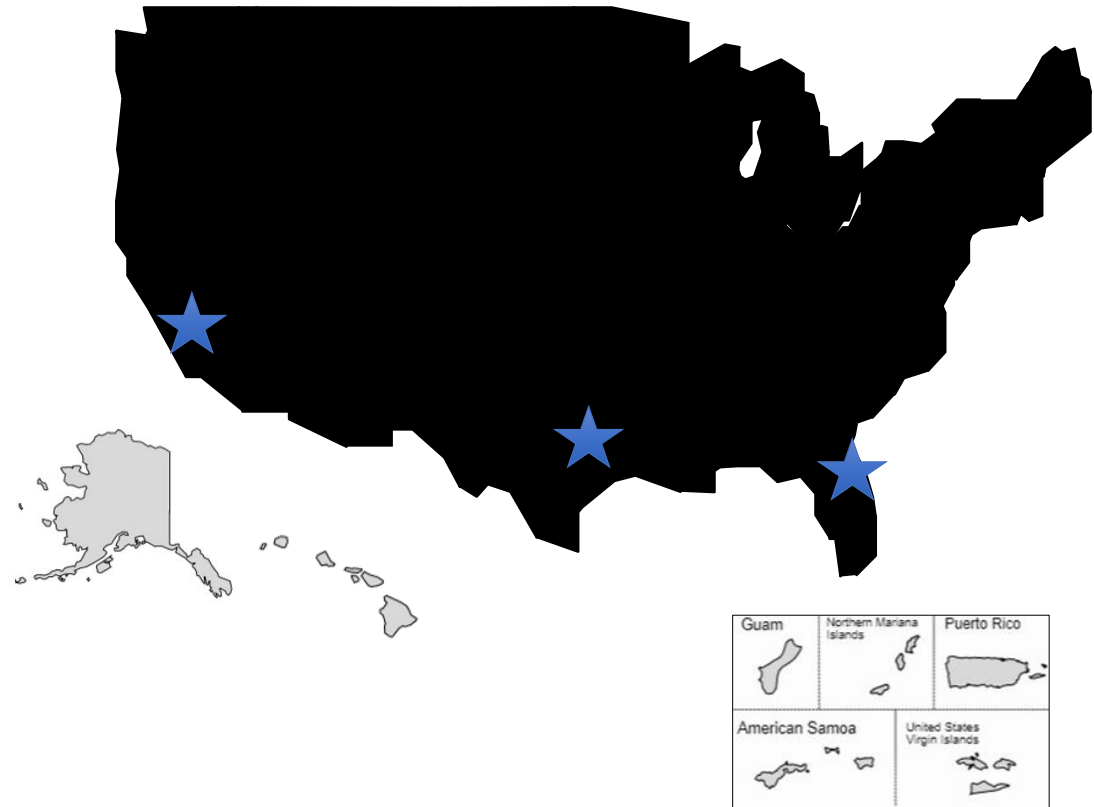 Guam
Northern Mariana
Islands
Puerto Rico
American Samoa
United States
Virgin Islands